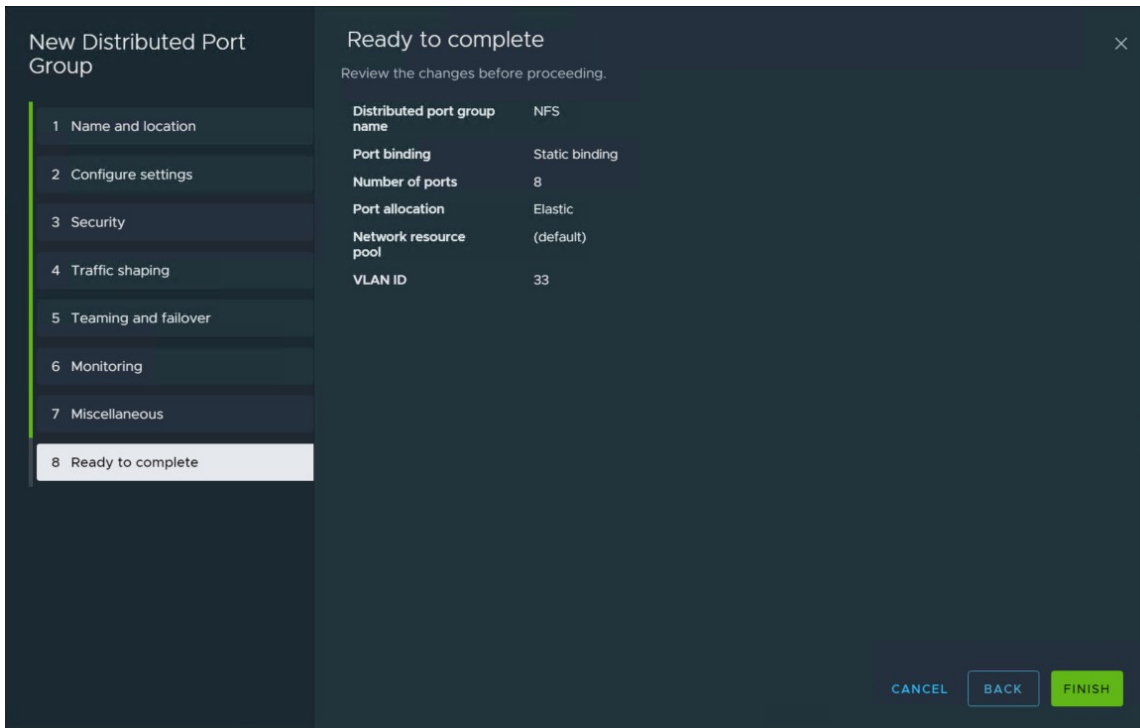 New Distributed Port
Group
1 Name and location
2 Configure settings
3 Security
4 Traffic shaping
5 Teaming and failover
6 Monitoring
7 Miscellaneous
8 Ready to complete
Ready to complete
Review the changes before proceeding.
Distributed port group NFS
name
Port binding Static binding
Number of ports 8
Port allocation Elastic
Network resource (default)
pool
VLAN ID 33
CANCEL BACK FINISH